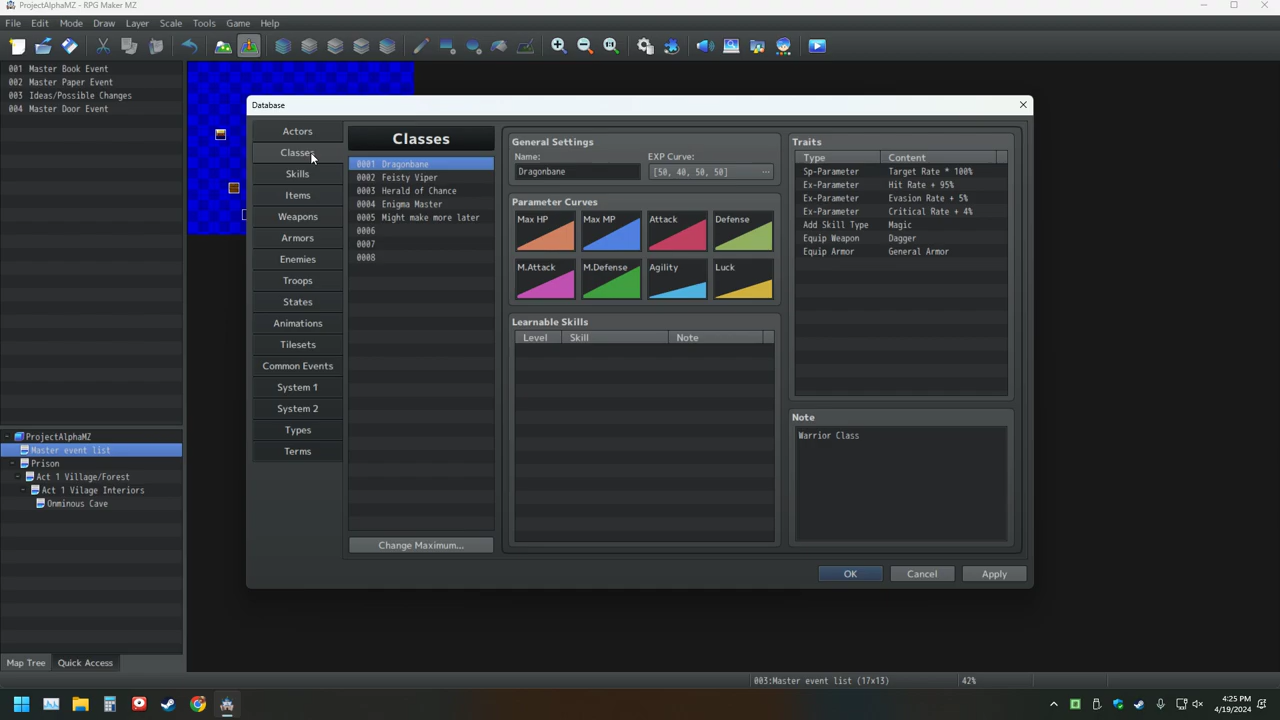 ProjectAlphaMZ - RPG Maker MZ
File Edit Mode Draw Layer Scale Tools Game Help
001 Master Book Event
002 Master Paper Event
003 Ideas/Possible Changes
004 Master Door Event
Database
Actors
Classes
Skills
Items
Weapons
Armors
Enemies
Troops
States
Animations
Tilesets
Common Events
System 1
System 2
Types
Terms
Classes
0001 Dragonbane
0002 Feisty Viper
0003 Herald of Chance
0004 Enigma Master
0005 Might make more later
0006
0007
0008
Change Maximum...
General Settings
Name: EXP Curve:
Dragonbane [50, 40, 50, 50] ...
Parameter Curves
Max HP Max MP Attack Defense
M.Attack M.Defense Agility Luck
Learnable Skills
Level Skill Note
Traits
Type Content
Sp-Parameter Target Rate * 100%
Ex-Parameter Hit Rate + 95%
Ex-Parameter Evasion Rate + 5%
Ex-Parameter Critical Rate + 4%
Add Skill Type Magic
Equip Weapon Dagger
Equip Armor General Armor
Note
Warrior Class
OK Cancel Apply
ProjectAlphaMZ
Master event list
Prison
Act 1 Village/Forest
Act 1 Vilage Interiors
Onminous Cave
Map Tree Quick Access
003:Master event list (17x13) 42%
4:25 PM
4/19/2024